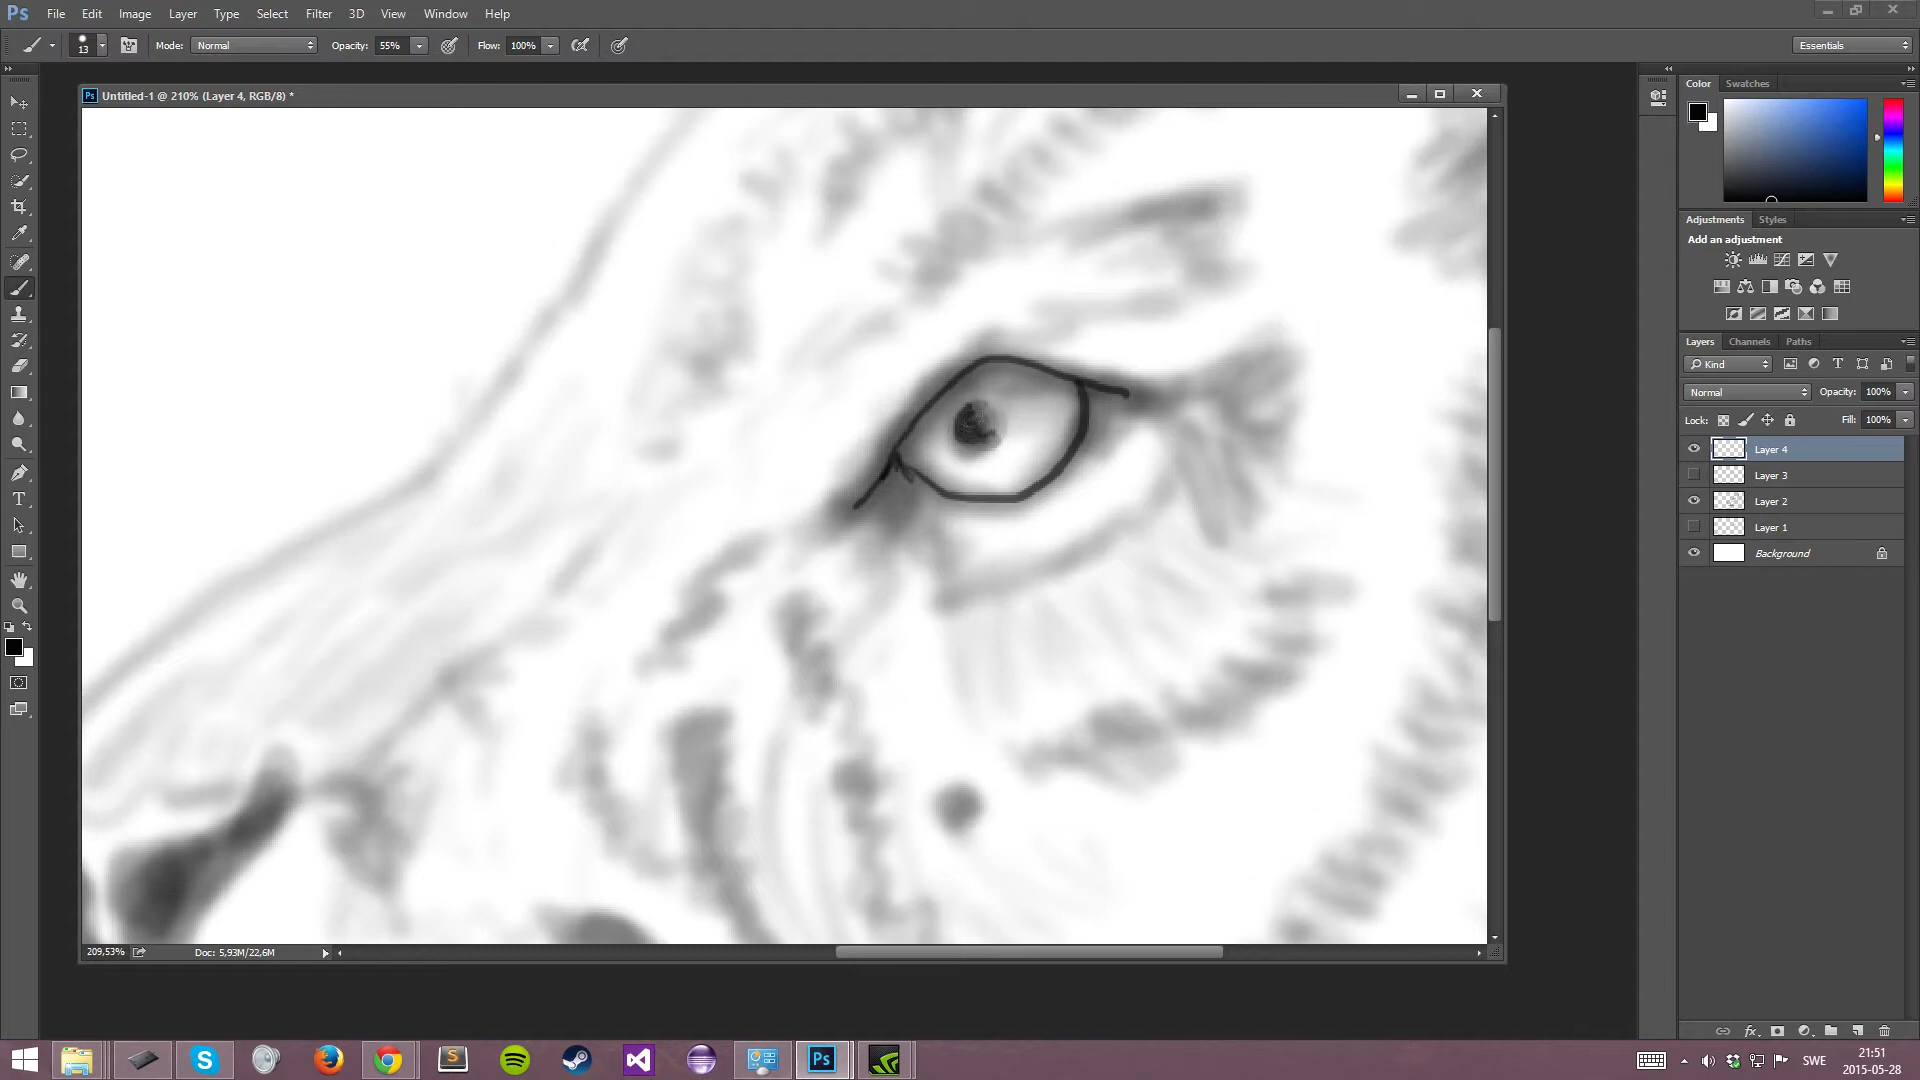 Ps File Edit Image Layer Type Select Filter 3D View Window Help
13 Mode: Normal Opacity: 55% Flow: 100% Essentials
Ps Untitled-1 @ 210% (Layer 4, RGB/8) *
Color Swatches
Adjustments Styles
Add an adjustment
Layers Channels Paths
Kind
Normal Opacity: 100%
Lock: Fill: 100%
Layer 4
Layer 3
Layer 2
Layer 1
Background
209,53% Doc: 5,93M/22,6M
Ps SWE 21:51
2015-05-28